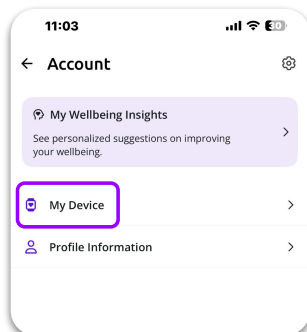 11:03
30
Account
My Wellbeing Insights
See personalized suggestions on improving
your wellbeing.
My Device
Profile Information